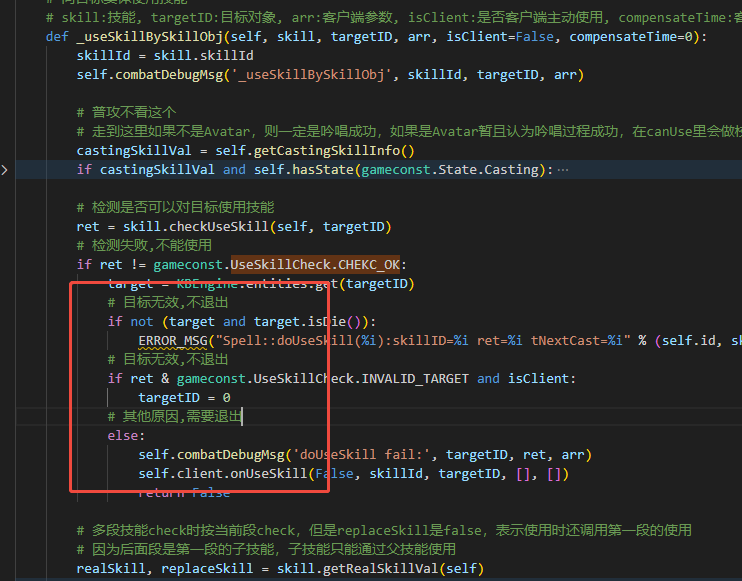 # skill:技能, targetID:目标对象, arr:客户端参数, isClient:是否客户端主动使用, compensateTime:
def _useSkillBySkillObj(self, skill, targetID, arr, isClient=False, compensateTime=0):
skillId = skill.skillId
self.combatDebugMsg('_useSkillBySkillObj', skillId, targetID, arr)
# 普攻不看这个
# 走到这里如果不是Avatar, 则一定是吟唱成功, 如果是Avatar暂且认为吟唱过程成功, 在canUse里会做
castingSkillVal = self.getCastingSkillInfo()
if castingSkillVal and self.hasState(gameconst.State.Casting):…
# 检测是否可以对目标使用技能
ret = skill.checkUseSkill(self, targetID)
# 检测失败,不能使用
if ret != gameconst.UseSkillCheck.CHEKC_OK:
target = KBEngine.entities.get(targetID)
# 目标无效,不退出
if not (target and target.isDie()):
ERROR_MSG("Spell::doUseSkill(%i):skillID=%i ret=%i tNextCast=%i" % (self.id, sk
# 目标无效,不退出
if ret & gameconst.UseSkillCheck.INVALID_TARGET and isClient:
targetID = 0
# 其他原因,需要退出
else:
self.combatDebugMsg('doUseSkill fail:', targetID, ret, arr)
self.client.onUseSkill(False, skillId, targetID, [], [])
return False
# 多段技能check时按当前段check, 但是replaceSkill是false, 表示使用时还调用第一段的使用
# 因为后面段是第一段的子技能, 子技能只能通过父技能使用
realSkill, replaceSkill = skill.getRealSkillVal(self)